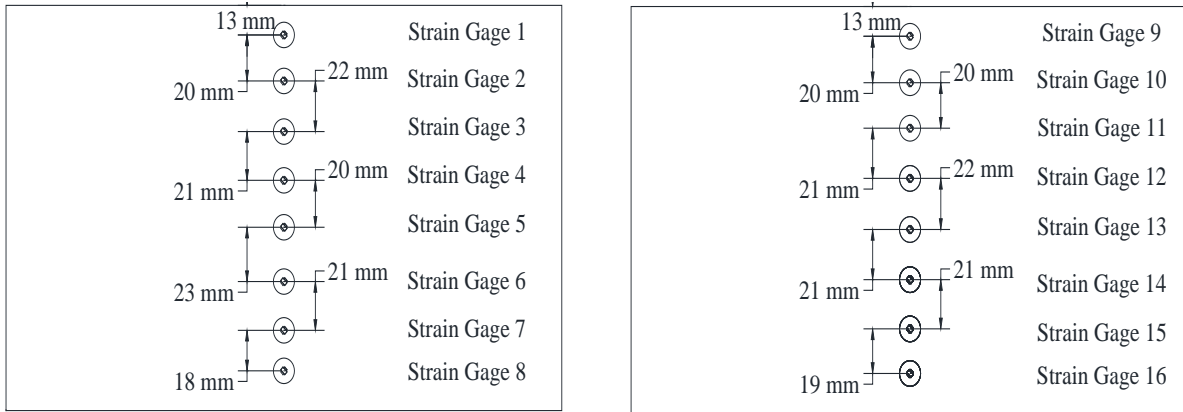 13 mm
Strain Gage 1
22 mm
Strain Gage 2
20 mm
Strain Gage 3
20 mm
Strain Gage 4
21 mm
Strain Gage 5
21 mm
Strain Gage 6
23 mm
Strain Gage 7
18 mm
Strain Gage 8
13 mm
Strain Gage 9
20 mm
Strain Gage 10
20 mm
Strain Gage 11
22 mm
Strain Gage 12
21 mm
Strain Gage 13
21 mm
Strain Gage 14
21 mm
Strain Gage 15
19 mm
Strain Gage 16